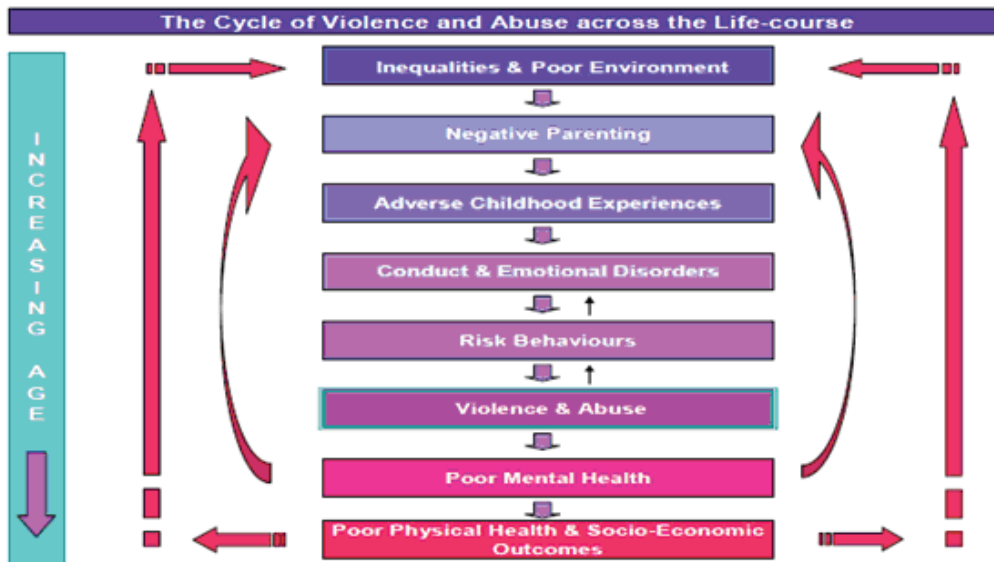 The Cycle of Violence and Abuse across the Life-course
INCREASING AGE
Inequalities & Poor Environment
Negative Parenting
Adverse Childhood Experiences
Conduct & Emotional Disorders
Risk Behaviours
Violence & Abuse
Poor Mental Health
Poor Physical Health & Socio-Economic
Outcomes